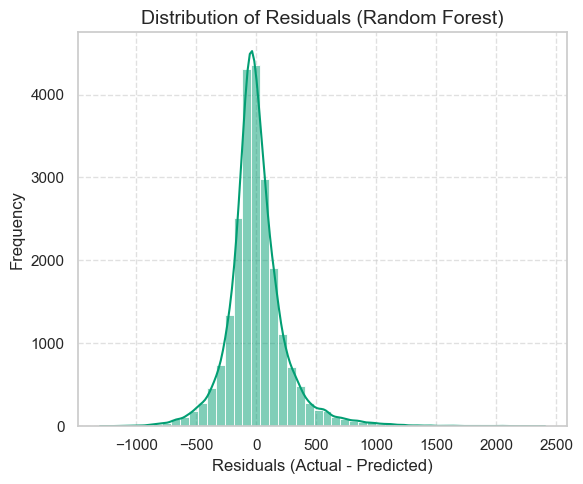 Distribution of Residuals (Random Forest)
Frequency
4000
3000
2000
1000
0
−1000 −500 0 500 1000 1500 2000 2500
Residuals (Actual - Predicted)